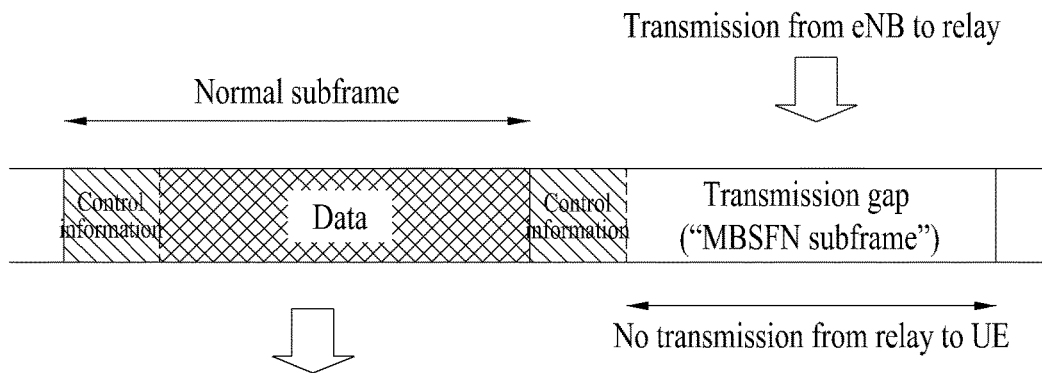 Transmission from eNB to relay
Normal subframe
Control
information
Data
Control
information
Transmission gap
(“MBSFN subframe”)
No transmission from relay to UE